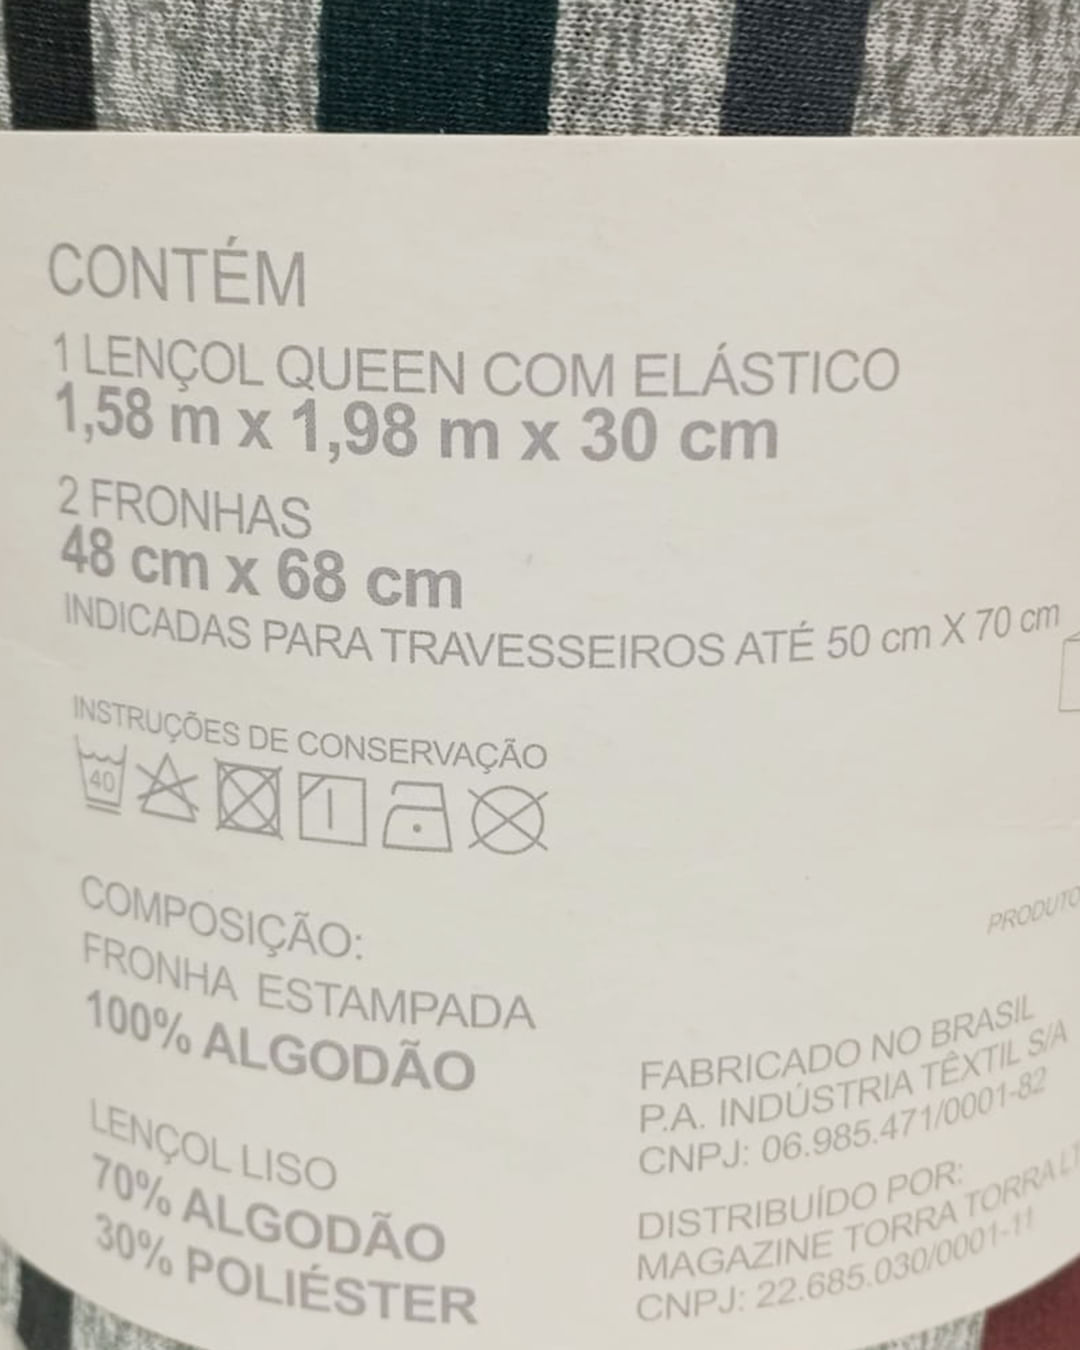 CONTÉM
1 LENÇOL QUEEN COM ELÁSTICO
1,58 m x 1,98 m x 30 cm
2 FRONHAS
48 cm x 68 cm
INDICADAS PARA TRAVESSEIROS ATÉ 50 cm X 70 cm
INSTRUÇÕES DE CONSERVAÇÃO
40
COMPOSIÇÃO:
FRONHA ESTAMPADA
100% ALGODÃO
LENÇOL LISO
70% ALGODÃO
30% POLIÉSTER
PRODUTO
FABRICADO NO BRASIL
P.A. INDÚSTRIA TÊXTIL S/A
CNPJ: 06.985.471/0001-82
DISTRIBUÍDO POR:
MAGAZINE TORRA TORRA LT
CNPJ: 22.685.030/0001-11